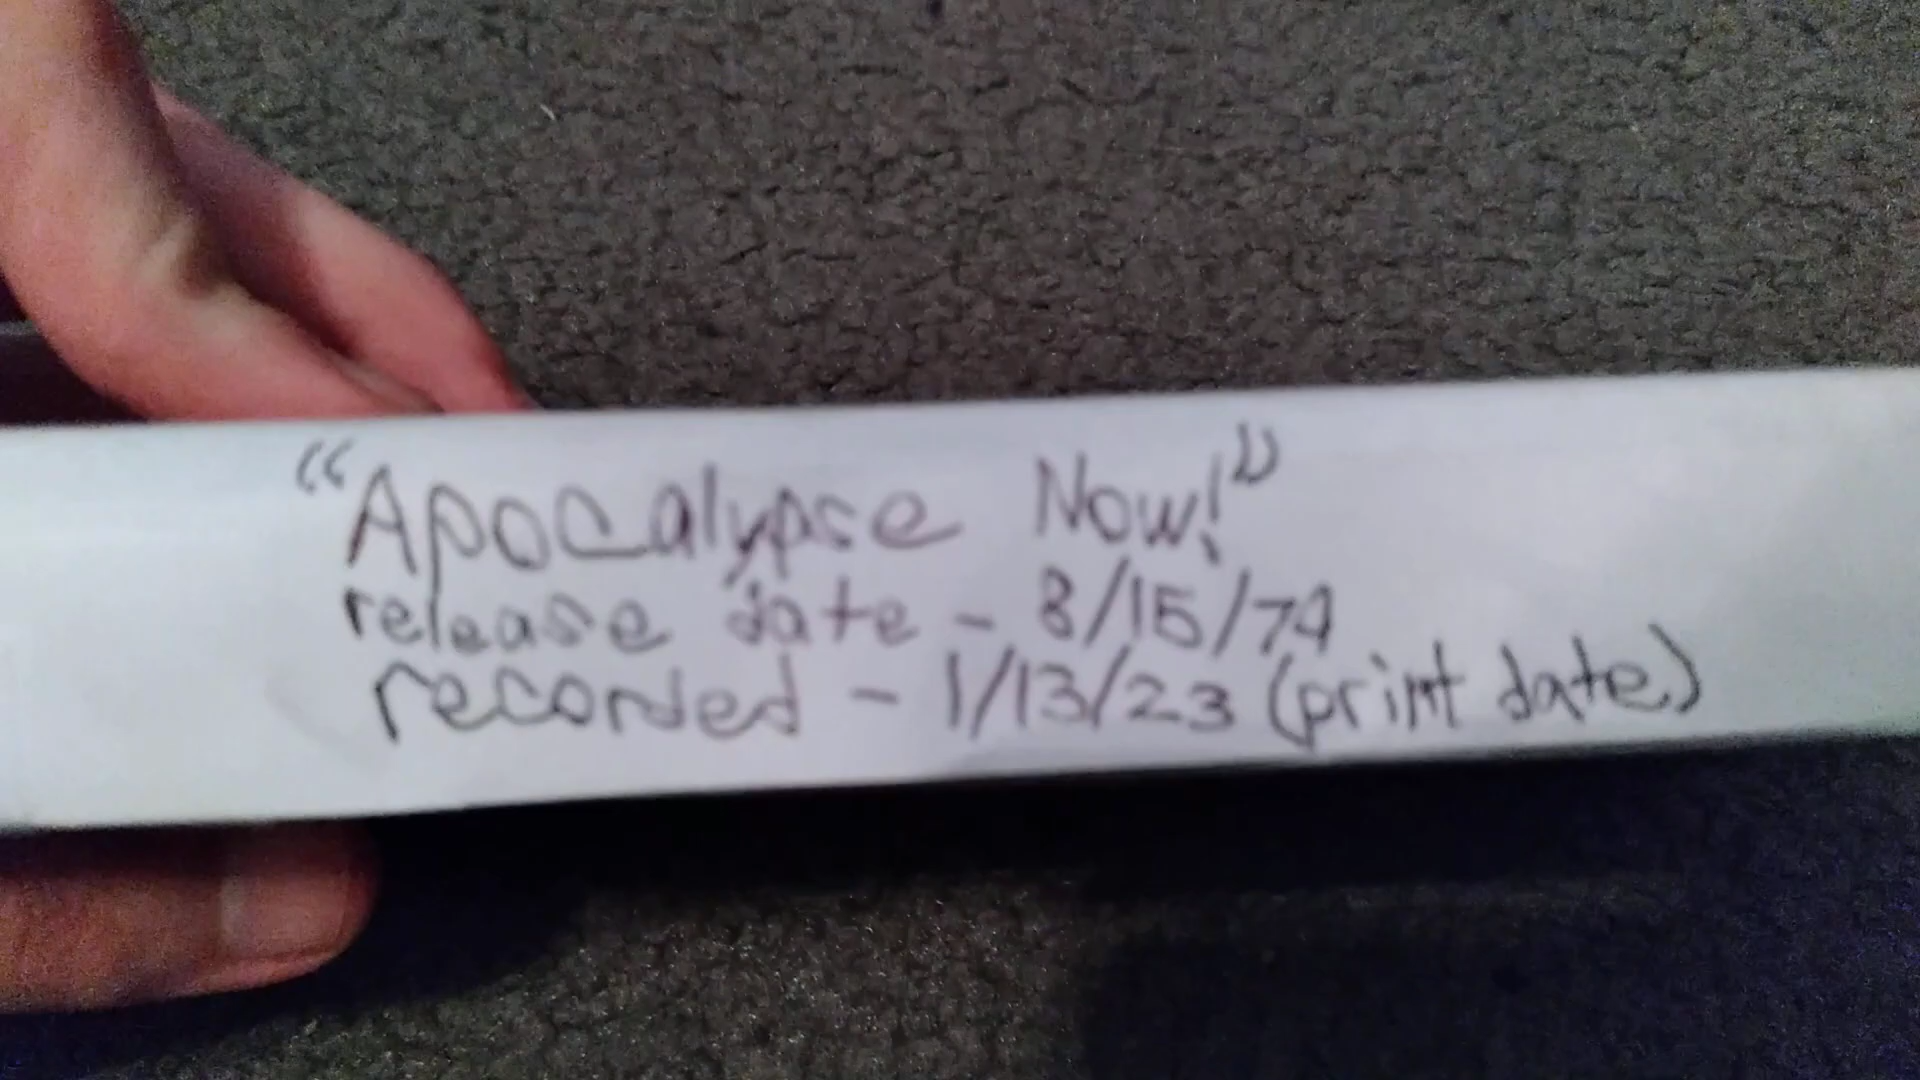 "Apocalypse Now!"
release date - 8/15/79
recorded - 1/13/23 (print date)